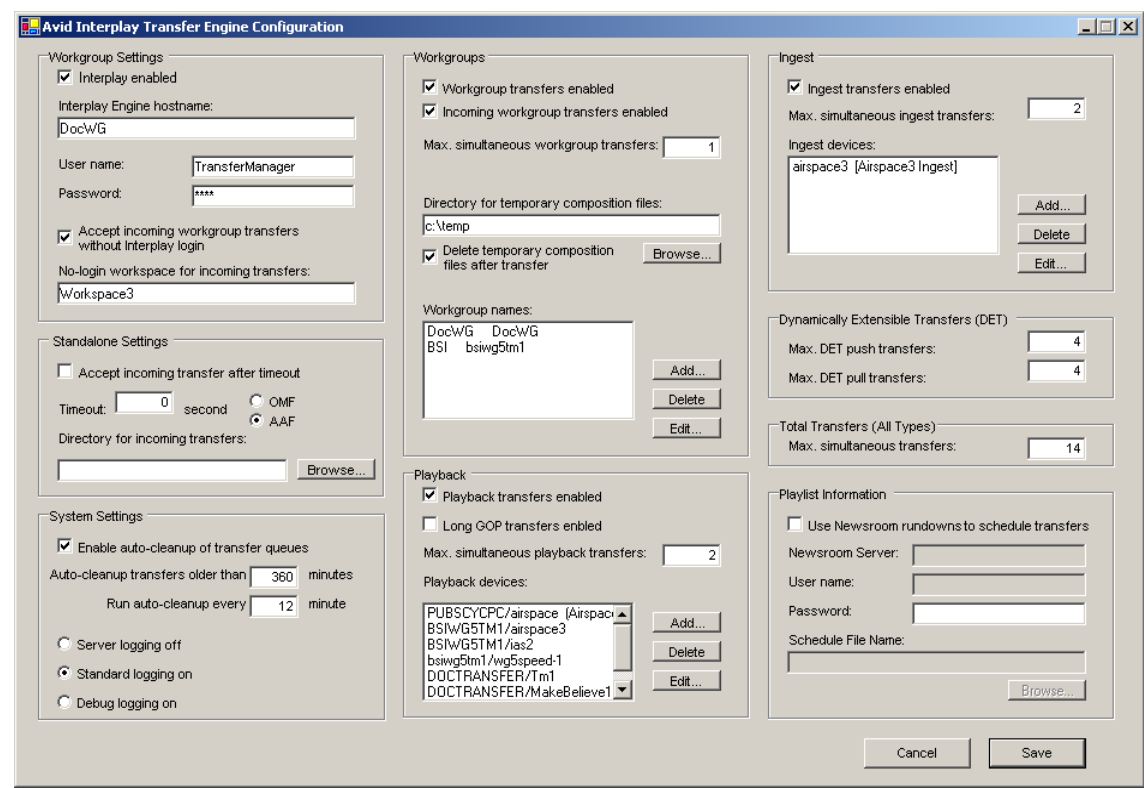 Avid Interplay Transfer Engine Configuration
Workgroup Settings
Interplay enabled
Interplay Engine hostname:
DocWG
User name: TransferManager
Password: ****
Accept incoming workgroup transfers
without Interplay login
No-login workspace for incoming transfers:
Workspace3
Standalone Settings
Accept incoming transfer after timeout
Timeout: 0 second OMF
AAF
Directory for incoming transfers:
Browse...
System Settings
Enable auto-cleanup of transfer queues
Auto-cleanup transfers older than 360 minutes
Run auto-cleanup every 12 minute
Server logging off
Standard logging on
Debug logging on
Workgroups
Workgroup transfers enabled
Incoming workgroup transfers enabled
Max. simultaneous workgroup transfers: 1
Directory for temporary composition files:
c:\temp
Delete temporary composition
files after transfer
Browse...
Workgroup names:
DocWG DocWG
BSI bsiwg5tm1
Add...
Delete
Edit...
Playback
Playback transfers enabled
Long GOP transfers enbled
Max. simultaneous playback transfers: 2
Playback devices:
PUBSCYCPC/airspace (Airspac
BSIWG5TM1/airspace3
BSIWG5TM1/ias2
bsiwg5tm1/wg5speed-1
DOCTRANSFER/Tm1
DOCTRANSFER/MakeBelieve1
Add...
Delete
Edit...
Ingest
Ingest transfers enabled
Max. simultaneous ingest transfers: 2
Ingest devices:
airspace3 [Airspace3 Ingest]
Add...
Delete
Edit...
Dynamically Extensible Transfers (DET)
Max. DET push transfers: 4
Max. DET pull transfers: 4
Total Transfers (All Types)
Max. simultaneous transfers: 14
Playlist Information
Use Newsroom rundowns to schedule transfers
Newsroom Server:
User name:
Password:
Schedule File Name:
Browse...
Cancel
Save